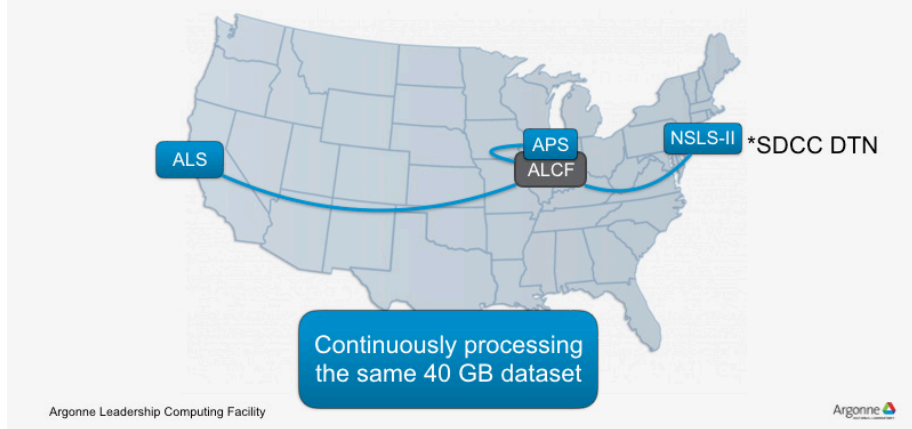 ALS
APS
ALCF
NSLS-II
*SDCC DTN
Continuously processing
the same 40 GB dataset
Argonne Leadership Computing Facility
Argonne